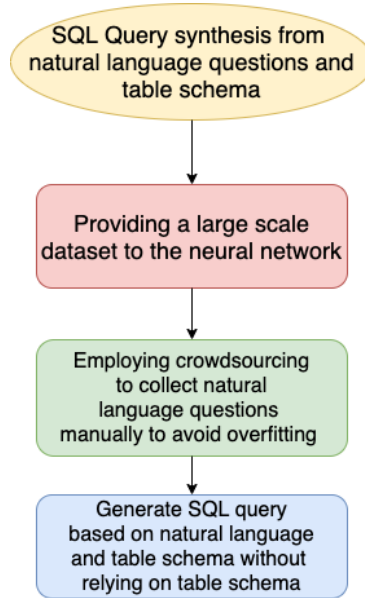 SQL Query synthesis from
natural language questions and
table schema
Providing a large scale
dataset to the neural network
Employing crowdsourcing
to collect natural
language questions
manually to avoid overfitting
Generate SQL query
based on natural language
and table schema without
relying on table schema